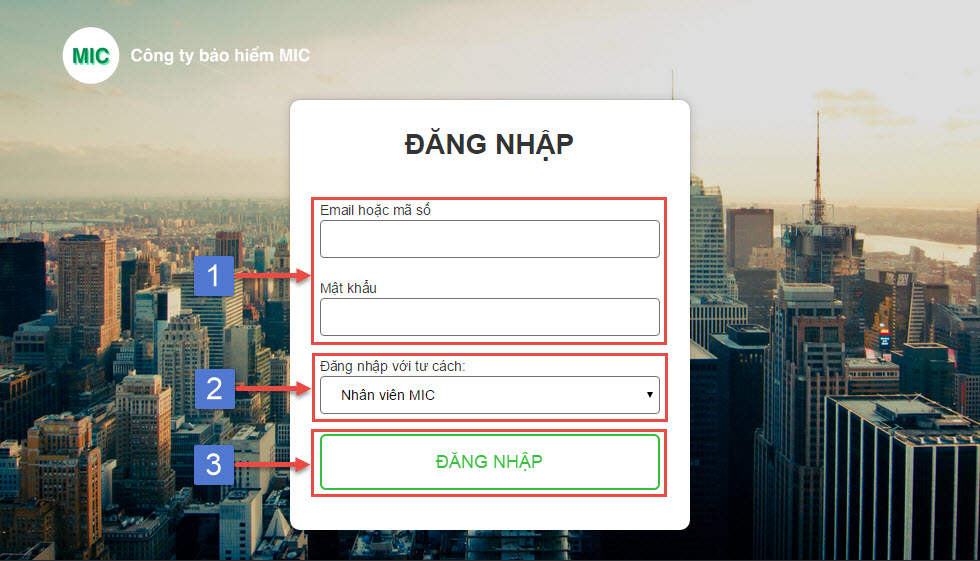 MIC Công ty bảo hiểm MIC
ĐĂNG NHẬP
Email hoặc mã số
1
Mật khẩu
Đăng nhập với tư cách:
2
Nhân viên MIC
3
ĐĂNG NHẬP